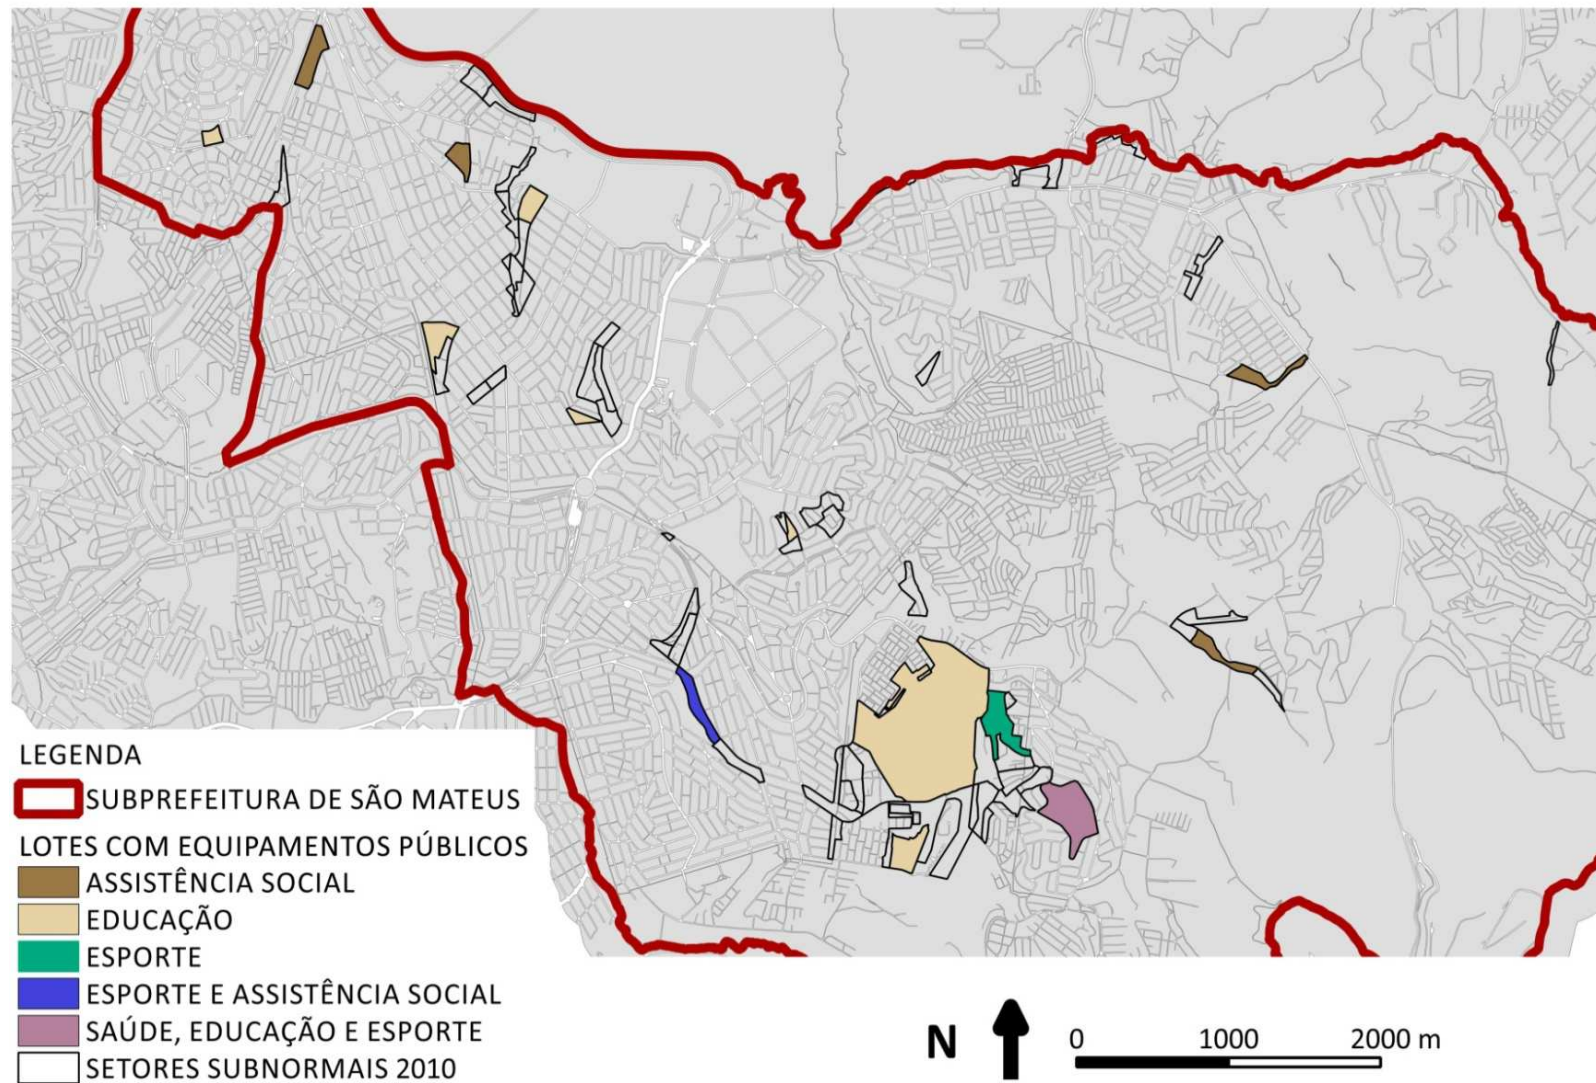 LEGENDA
SUBPREFEITURA DE SÃO MATEUS
LOTES COM EQUIPAMENTOS PÚBLICOS
ASSISTÊNCIA SOCIAL
EDUCAÇÃO
ESPORTE
ESPORTE E ASSISTÊNCIA SOCIAL
SAÚDE, EDUCAÇÃO E ESPORTE
SETORES SUBNORMAIS 2010
N
0 1000 2000 m